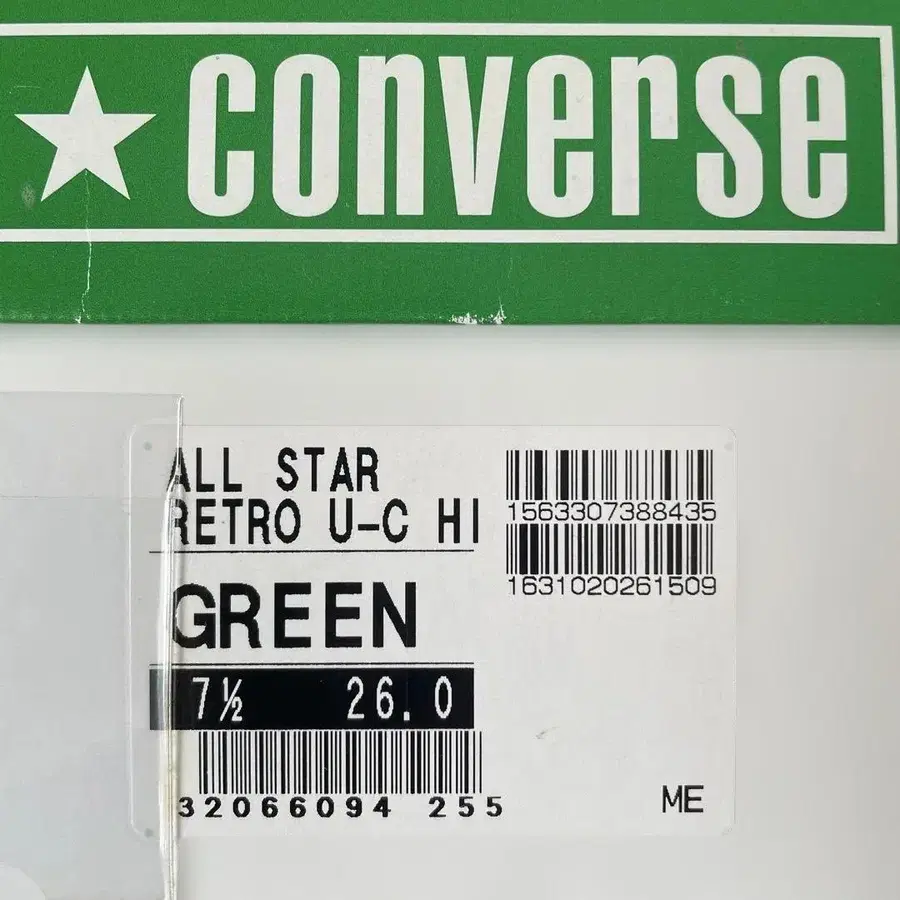 converse
ALL STAR
RETRO U-C HI
1563307388435
1631020261509
GREEN
7½ 26.0
32066094 255
ME